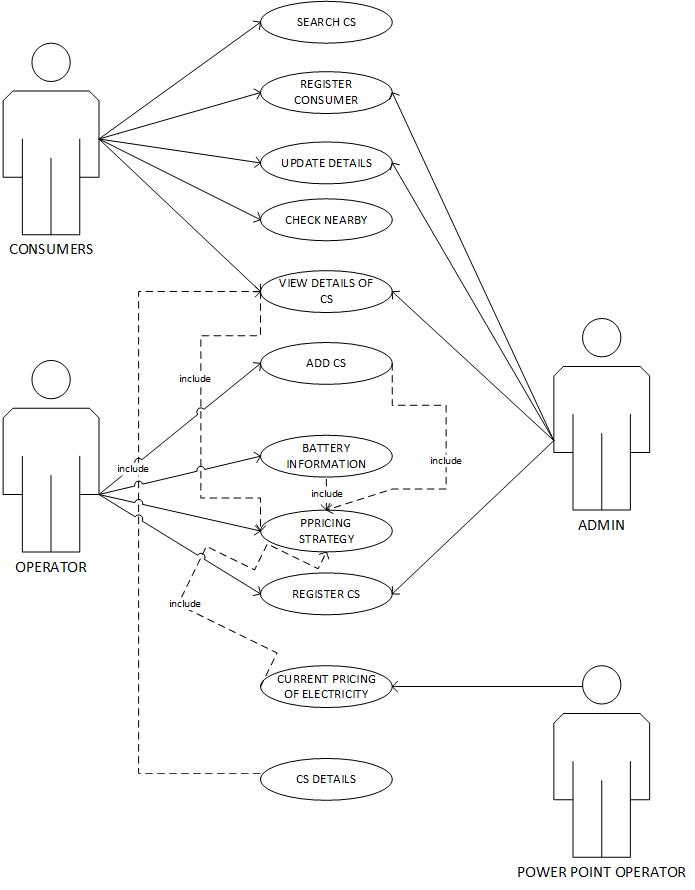 SEARCH CS
REGISTER
CONSUMER
UPDATE DETAILS
CHECK NEARBY
CONSUMERS
VIEW DETAILS OF
CS
ADD CS
include
BATTERY
INFORMATION
include
include
include
PPRICING
STRATEGY
ADMIN
OPERATOR
REGISTER CS
include
CURRENT PRICING
OF ELECTRICITY
CS DETAILS
POWER POINT OPERATOR